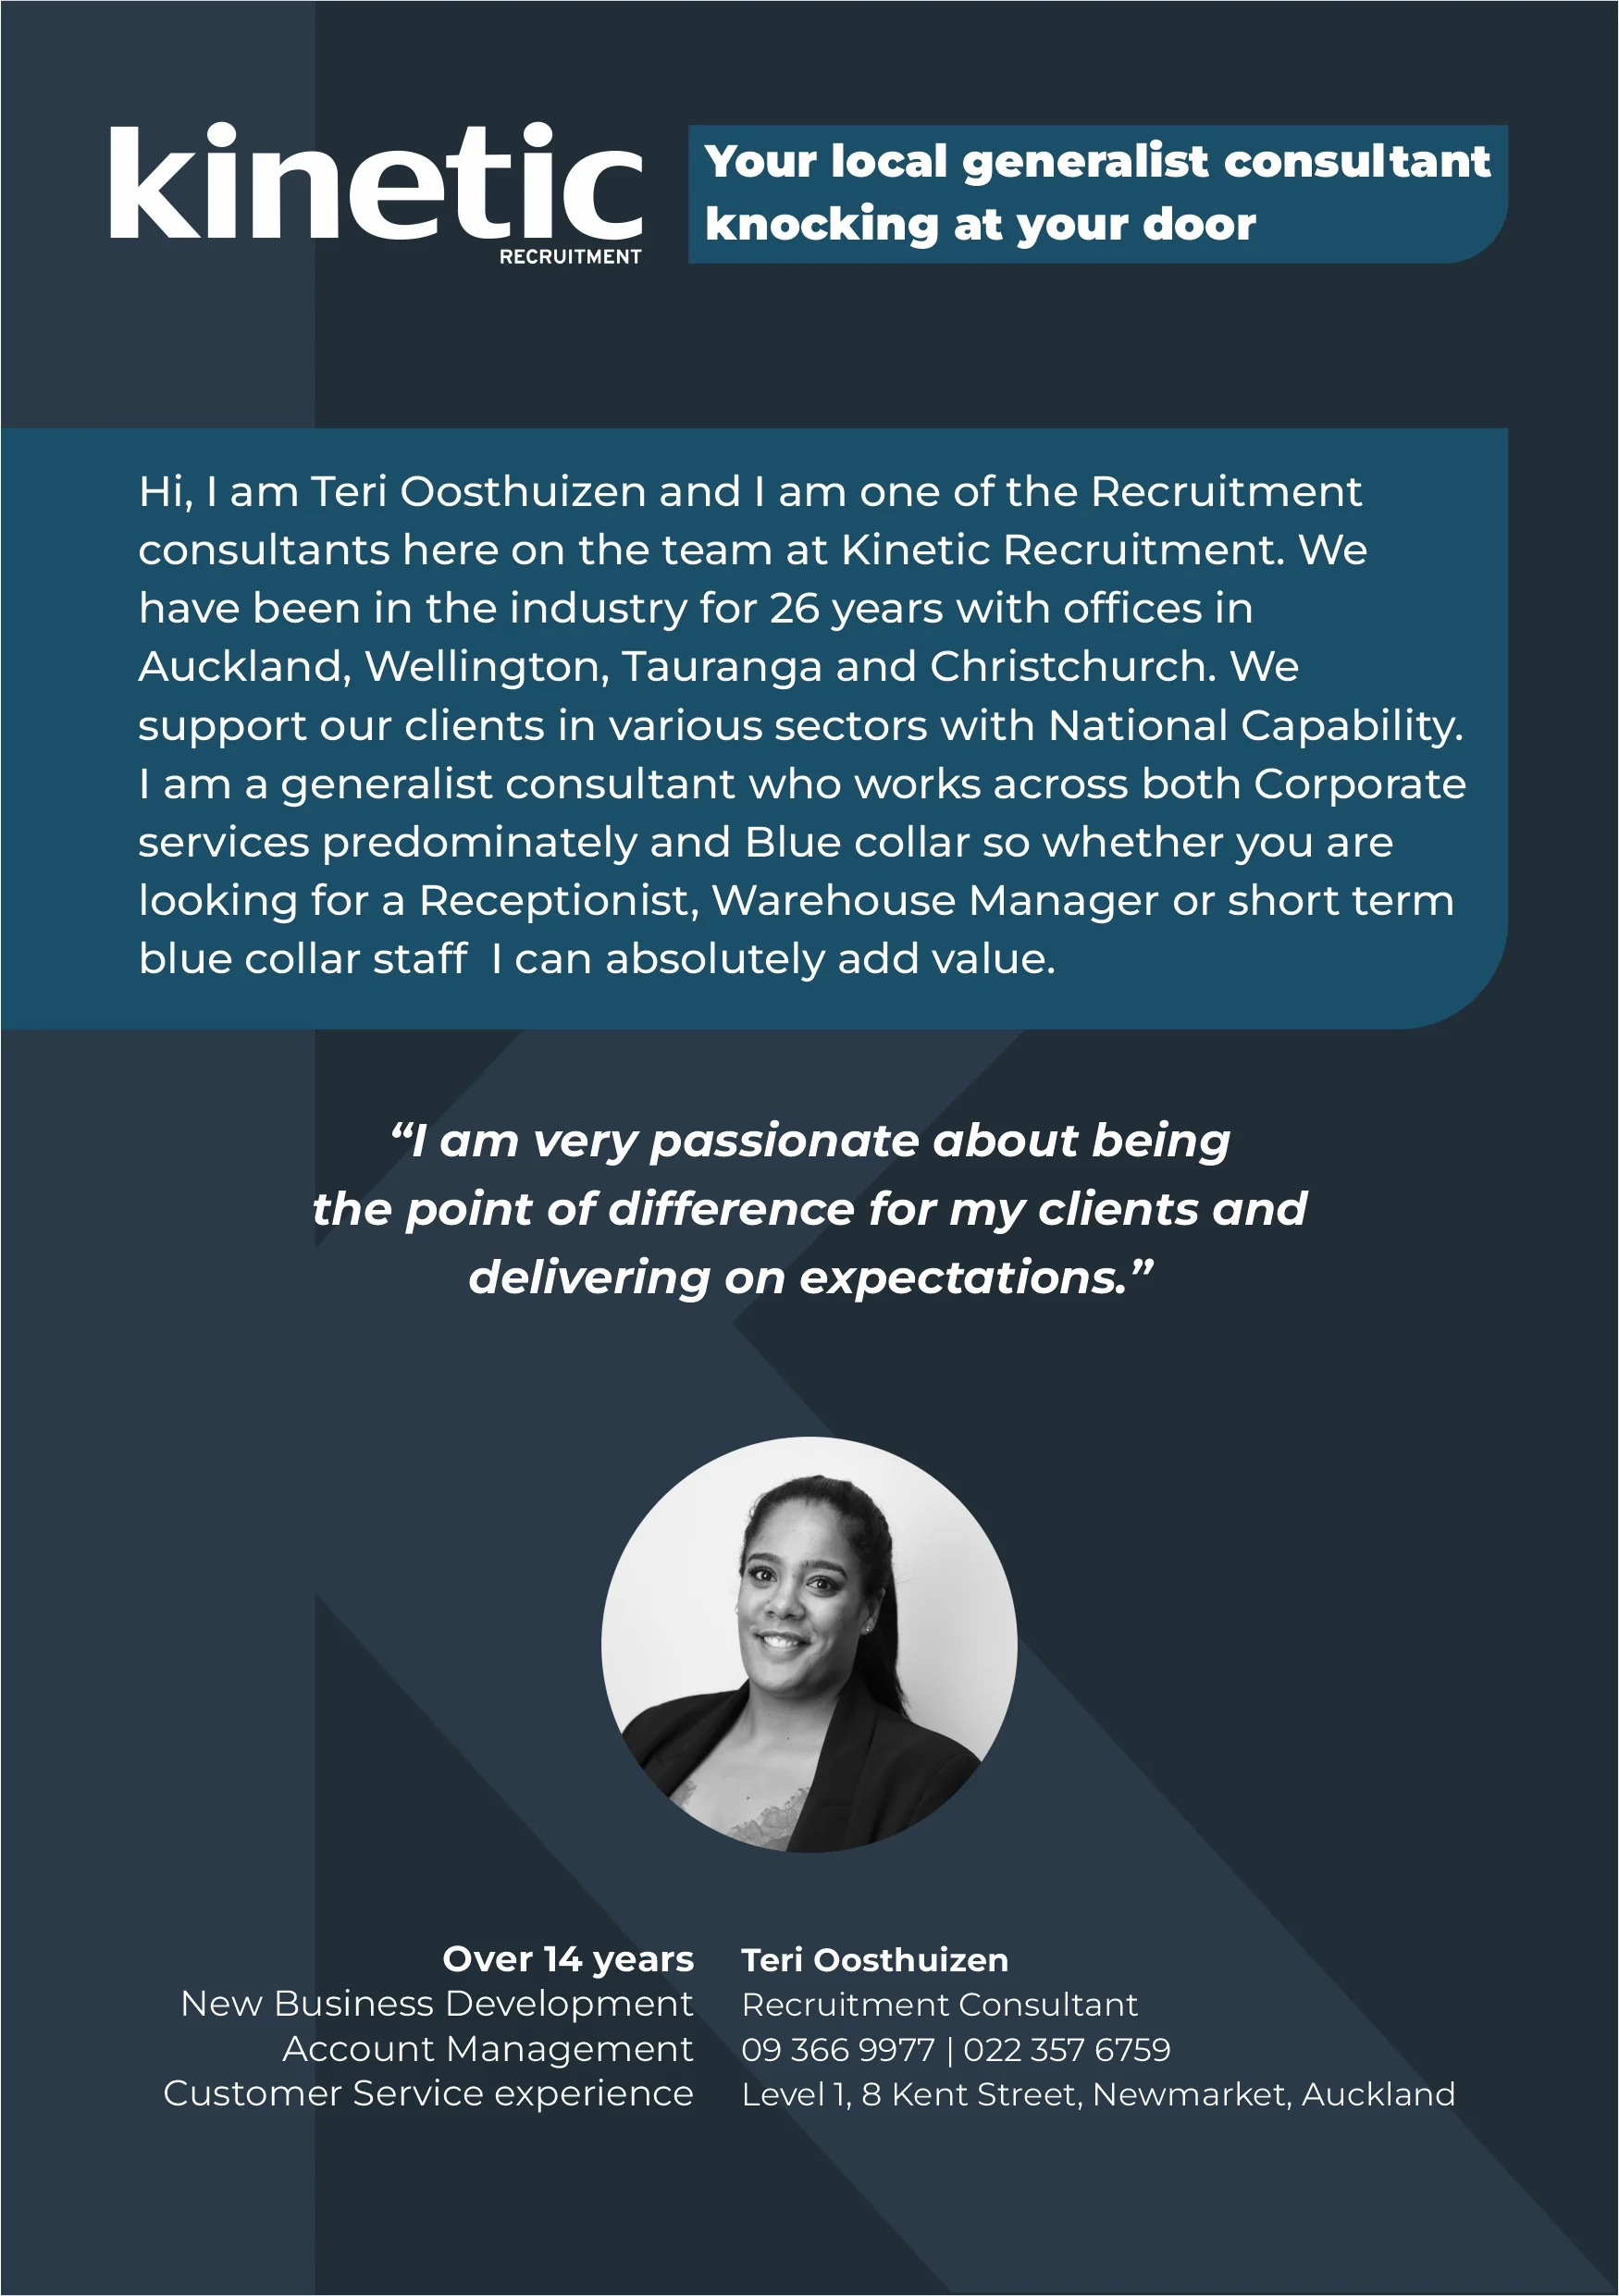 kinetic
RECRUITMENT
Your local generalist consultant
knocking at your door
Hi, I am Teri Oosthuizen and I am one of the Recruitment
consultants here on the team at Kinetic Recruitment. We
have been in the industry for 26 years with offices in
Auckland, Wellington, Tauranga and Christchurch. We
support our clients in various sectors with National Capability.
I am a generalist consultant who works across both Corporate
services predominately and Blue collar so whether you are
looking for a Receptionist, Warehouse Manager or short term
blue collar staff  I can absolutely add value.
“I am very passionate about being
the point of difference for my clients and
delivering on expectations.”
Over 14 years
New Business Development
Account Management
Customer Service experience
Teri Oosthuizen
Recruitment Consultant
09 366 9977 | 022 357 6759
Level 1, 8 Kent Street, Newmarket, Auckland